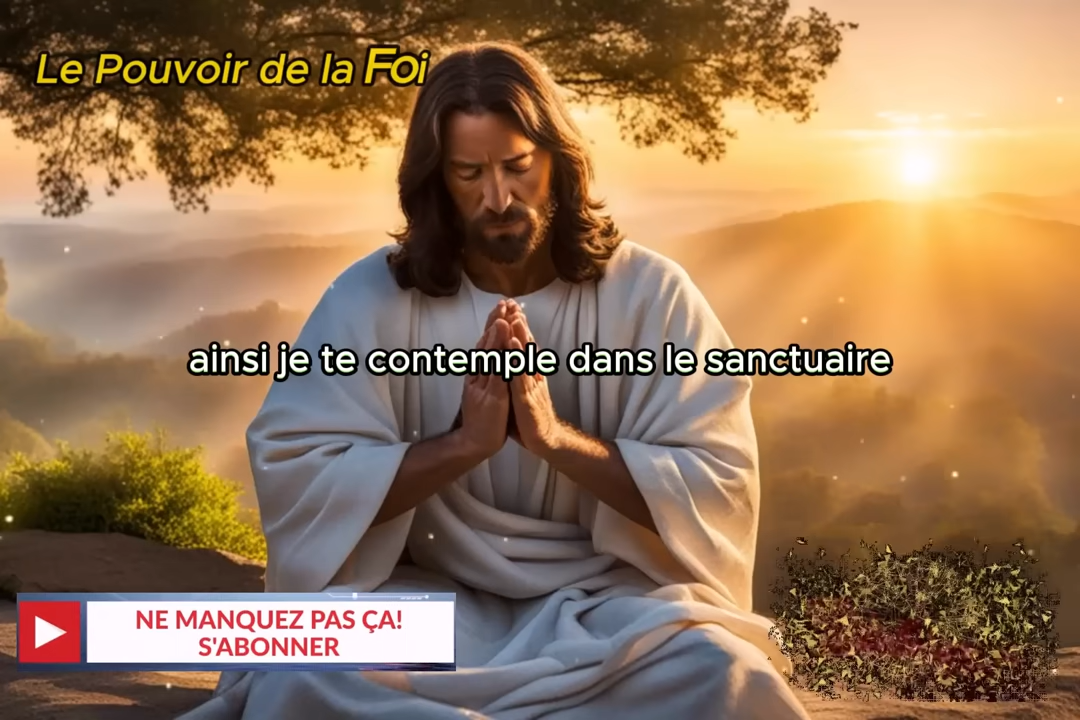 Le Pouvoir de la Foi
ainsi je te contemple dans le sanctuaire
NE MANQUEZ PAS ÇA!
S'ABONNER